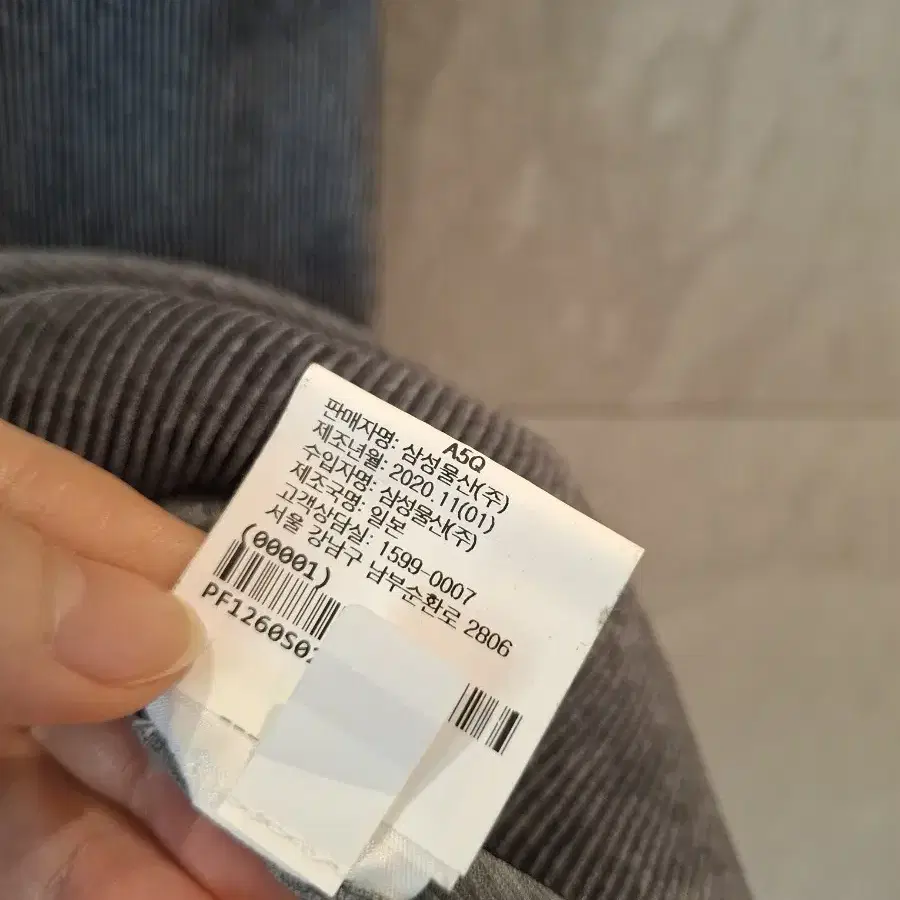 A5Q
판매자명: 삼성물산(주)
제조년월: 2020.11(01)
수입자명: 삼성물산(주)
제조국명: 일본
고객상담실: 1599-0007
서울 강남구 남부순환로 2806
(00001)
PF1260S0